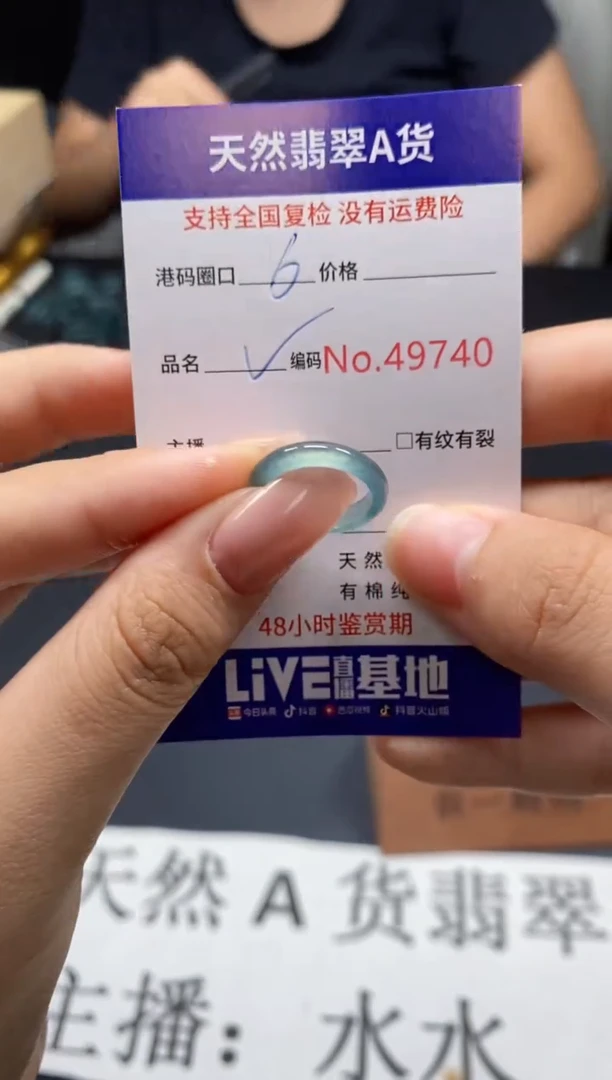 天然翡翠A货
支持全国复检 没有运费险
港码圈口 6 价格
品名 ✓ 编码 No.49740
主播 □有纹有裂
天然
有棉纯
48小时鉴赏期
LiVE直播基地
今日头条 抖音 西瓜视频 抖音火山版
天然A货翡翠
主播：水水